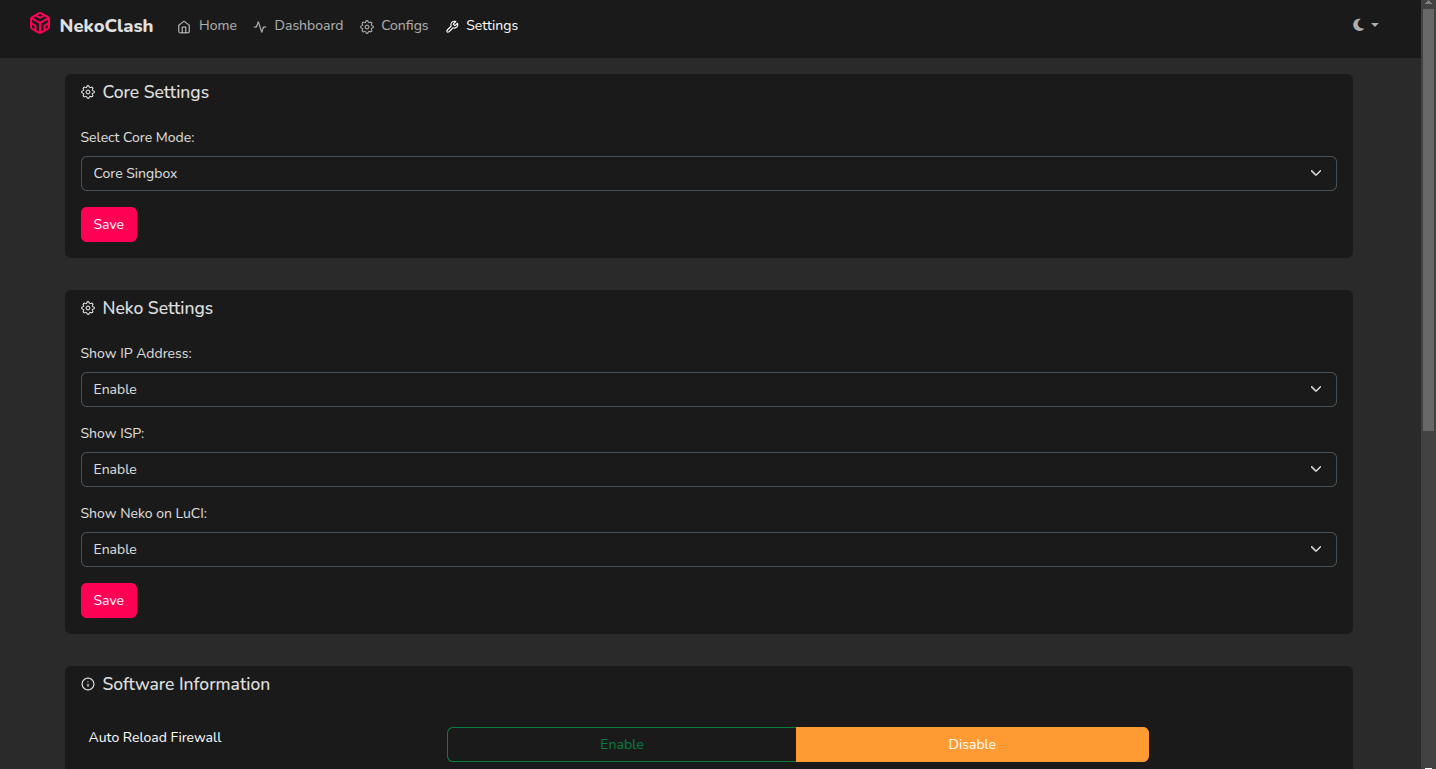 NekoClash Home Dashboard Configs Settings
Core Settings
Select Core Mode:
Core Singbox
Save
Neko Settings
Show IP Address:
Enable
Show ISP:
Enable
Show Neko on LuCI:
Enable
Save
Software Information
Auto Reload Firewall Enable Disable